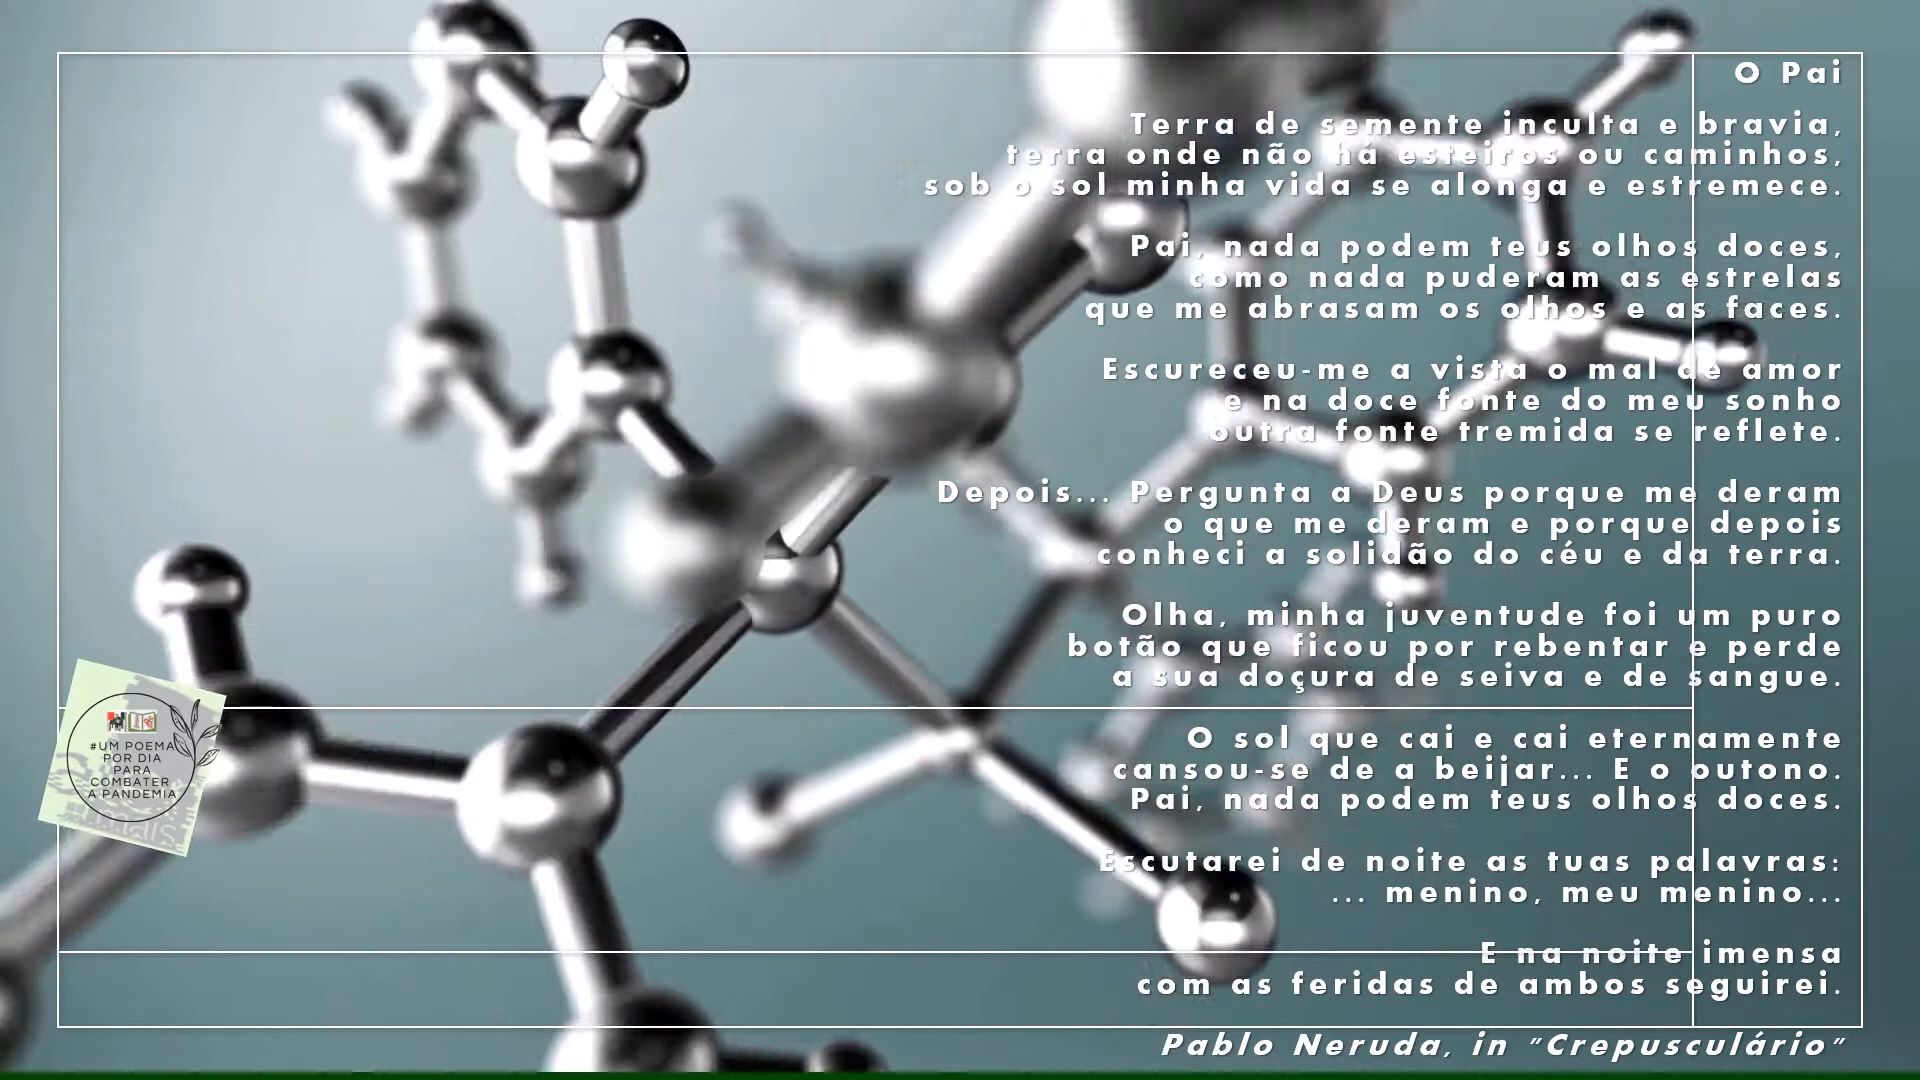 O Pai
Terra de semente inculta e bravia,
terra onde não há esteiros ou caminhos,
sob o sol minha vida se alonga e estremece.
Pai, nada podem teus olhos doces,
como nada puderam as estrelas
que me abrasam os olhos e as faces.
Escureceu-me a vista o mal de amor
e na doce fonte do meu sonho
outra fonte tremida se reflete.
Depois... Pergunta a Deus porque me deram
o que me deram e porque depois
conheci a solidão do céu e da terra.
Olha, minha juventude foi um puro
botão que ficou por rebentar e perde
a sua doçura de seiva e de sangue.
O sol que cai e cai eternamente
cansou-se de a beijar... E o outono.
Pai, nada podem teus olhos doces.
Escutarei de noite as tuas palavras:
... menino, meu menino...
E na noite imensa
com as feridas de ambos seguirei.
Pablo Neruda, in "Crepusculário"
#UM POEMA
POR DIA
PARA
COMBATER
A PANDEMIA